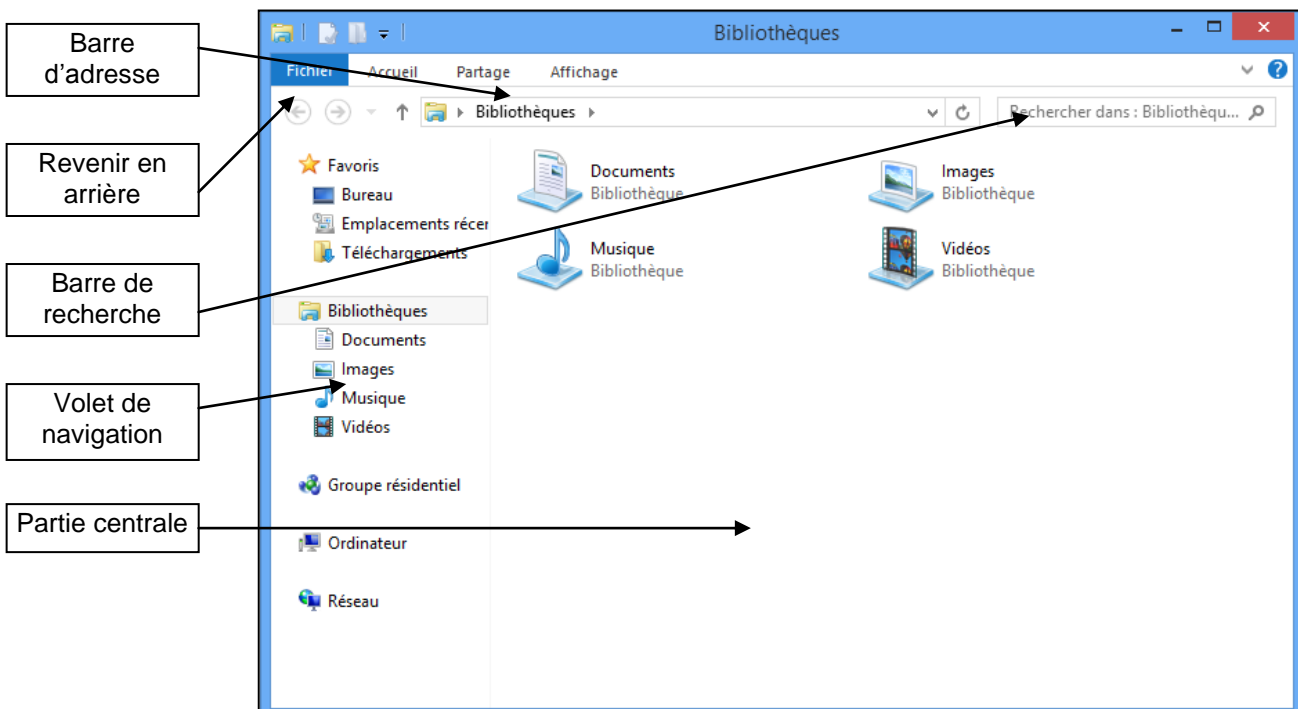 Barre
d’adresse
Revenir en
arrière
Barre de
recherche
Volet de
navigation
Partie centrale
Bibliothèques
Fichier Accueil Partage Affichage
Bibliothèques
Rechercher dans : Bibliothèqu...
Favoris
Bureau
Emplacements récer
Téléchargements
Bibliothèques
Documents
Images
Musique
Vidéos
Groupe résidentiel
Ordinateur
Réseau
Documents
Bibliothèque
Images
Bibliothèque
Musique
Bibliothèque
Vidéos
Bibliothèque